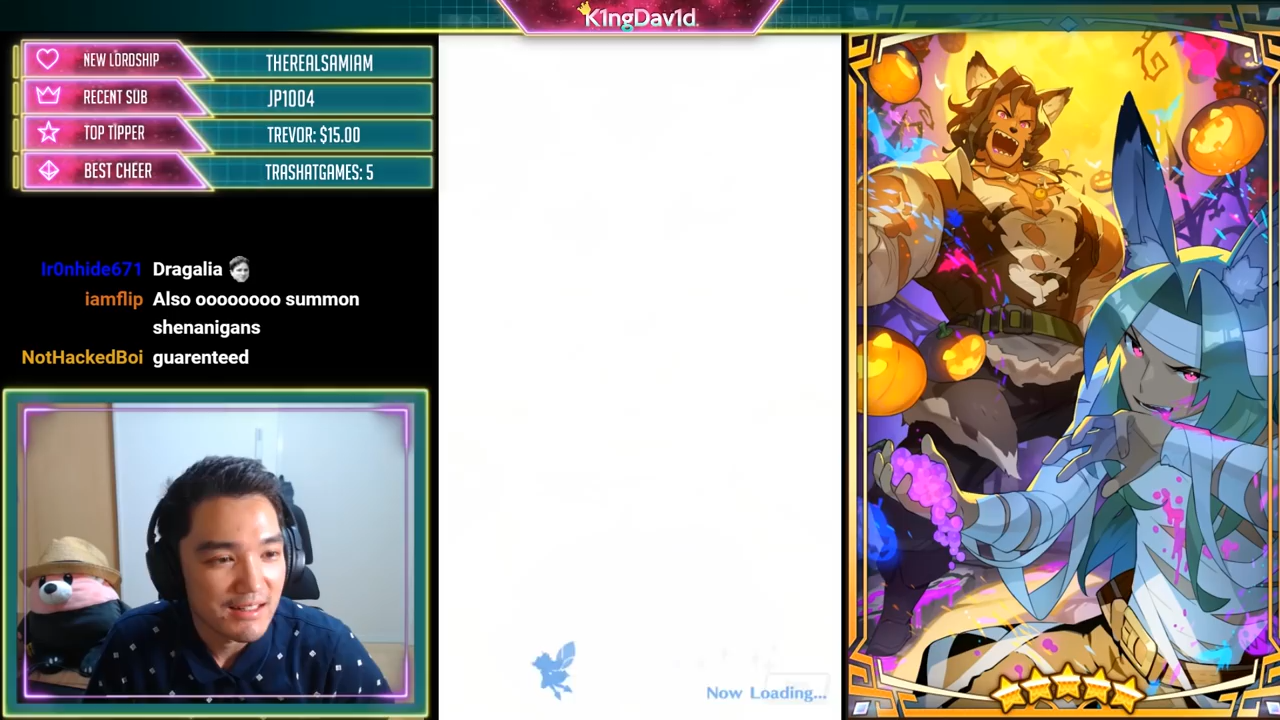 K1ngDav1d.
NEW LORDSHIP
THEREALSAMIAM
RECENT SUB
JP1004
TOP TIPPER
TREVOR: $15.00
BEST CHEER
TRASHATGAMES: 5
Ir0nhide671 Dragalia
iamflip Also oooooooo summon
shenanigans
NotHackedBoi guarenteed
Now Loading...